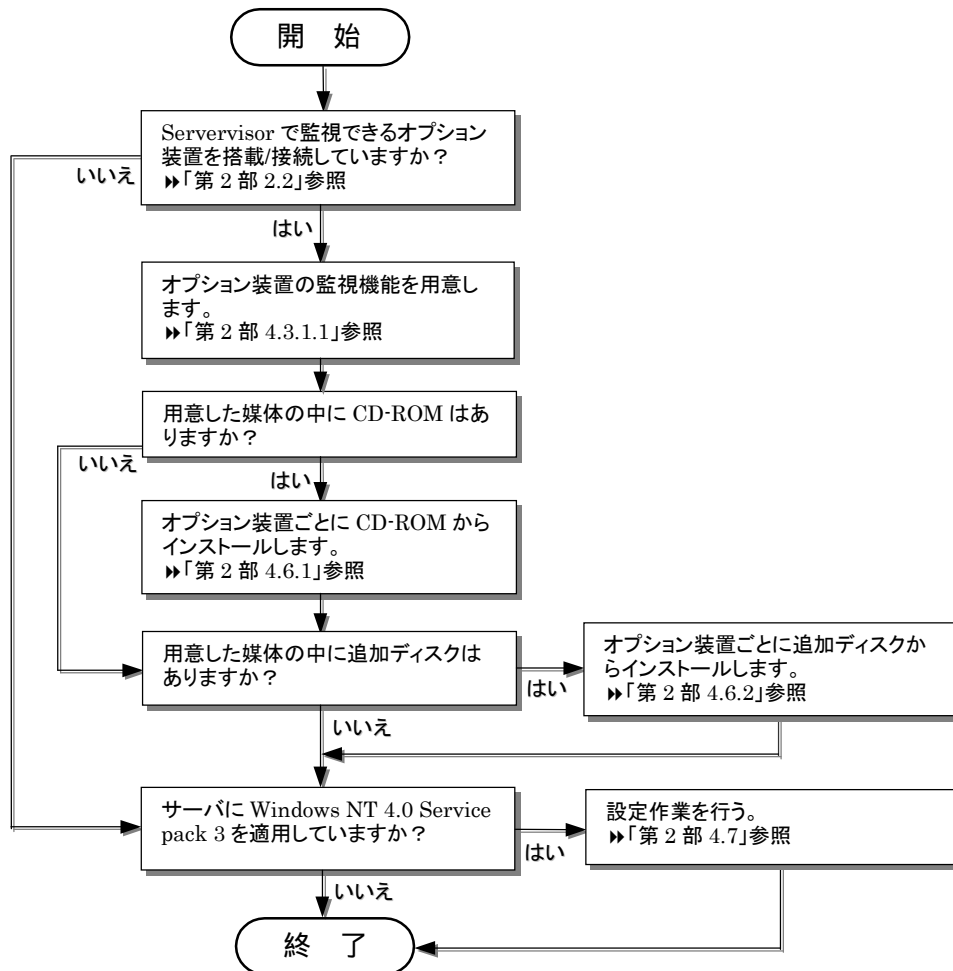 開 始
Servervisor で監視できるオプション
装置を搭載/接続していますか？
「第 2 部 2.2」参照
いいえ
はい
オプション装置の監視機能を用意し
ます。
「第 2 部 4.3.1.1」参照
用意した媒体の中に CD-ROM はあ
りますか？
いいえ
はい
オプション装置ごとに CD-ROM から
インストールします。
「第 2 部 4.6.1」参照
用意した媒体の中に追加ディスクは
ありますか？
はい
オプション装置ごとに追加ディスクか
らインストールします。
「第 2 部 4.6.2」参照
いいえ
サーバに Windows NT 4.0 Service
pack 3 を適用していますか？
はい
設定作業を行う。
「第 2 部 4.7」参照
いいえ
終 了